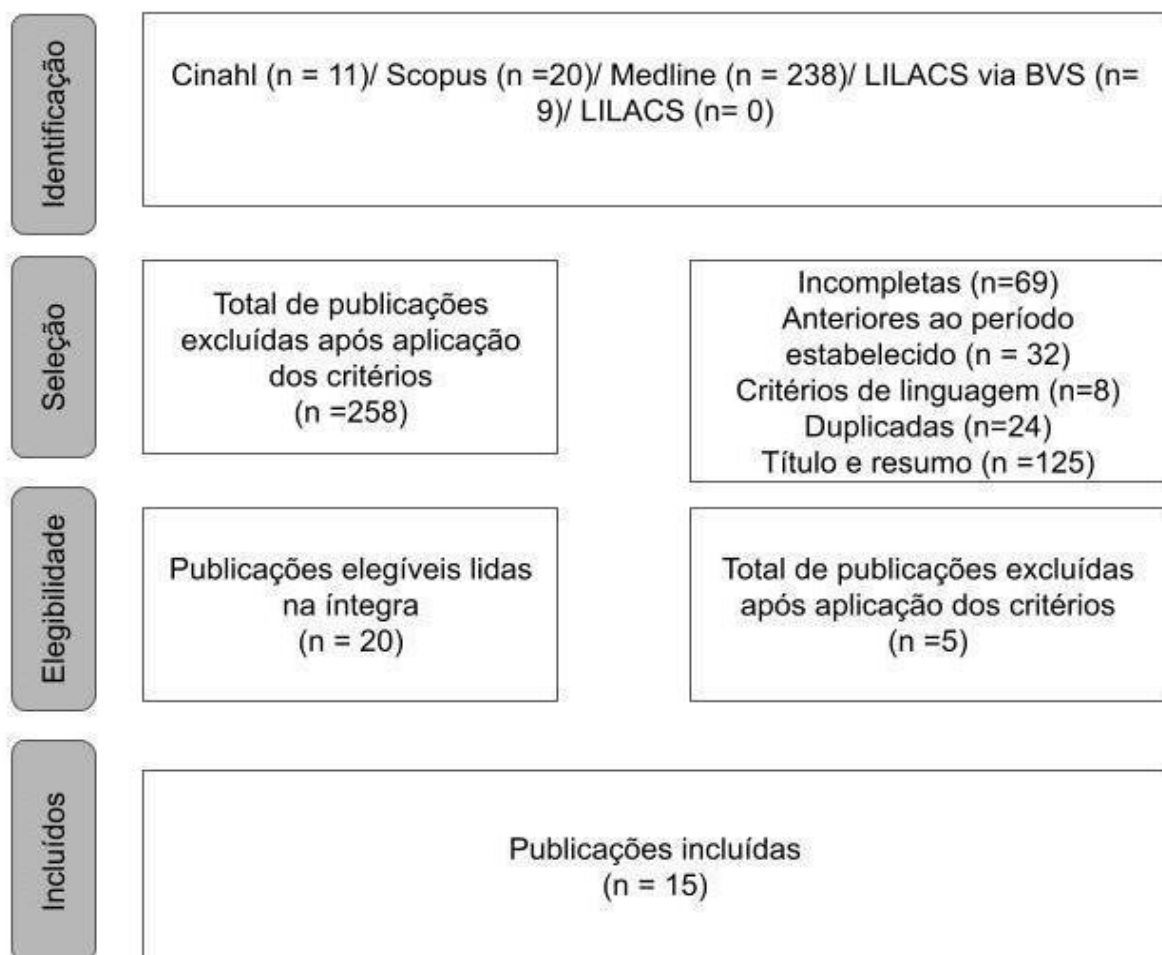 Identificação
Cinahl (n = 11)/ Scopus (n =20)/ Medline (n = 238)/ LILACS via BVS (n=
9)/ LILACS (n= 0)
Seleção
Total de publicações
excluídas após aplicação
dos critérios
(n =258)
Incompletas (n=69)
Anteriores ao período
estabelecido (n = 32)
Critérios de linguagem (n=8)
Duplicadas (n=24)
Título e resumo (n =125)
Elegibilidade
Publicações elegíveis lidas
na íntegra
(n = 20)
Total de publicações excluídas
após aplicação dos critérios
(n =5)
Incluídos
Publicações incluídas
(n = 15)